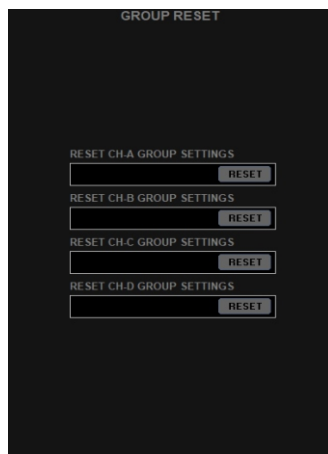 GROUP RESET
RESET CH-A GROUP SETTINGS
RESET
RESET CH-B GROUP SETTINGS
RESET
RESET CH-C GROUP SETTINGS
RESET
RESET CH-D GROUP SETTINGS
RESET